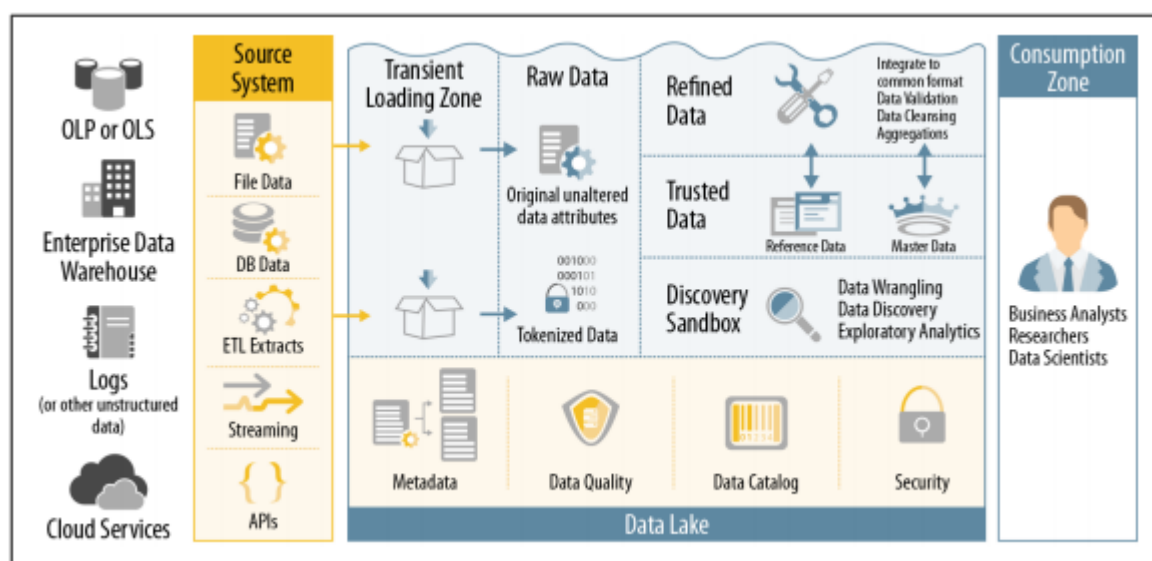 OLP or OLS
Enterprise Data
Warehouse
Logs
(or other unstructured
data)
Cloud Services
Source
System
File Data
DB Data
ETL Extracts
Streaming
{ }
APIs
Transient
Loading Zone
Raw Data
Original unaltered
data attributes
001000
000101
1010
000
Tokenized Data
Refined
Data
Integrate to
common format
Data Validation
Data Cleansing
Aggregations
Trusted
Data
Reference Data
Master Data
Discovery
Sandbox
Data Wrangling
Data Discovery
Exploratory Analytics
Metadata
Data Quality
01234
Data Catalog
Security
Data Lake
Consumption
Zone
Business Analysts
Researchers
Data Scientists